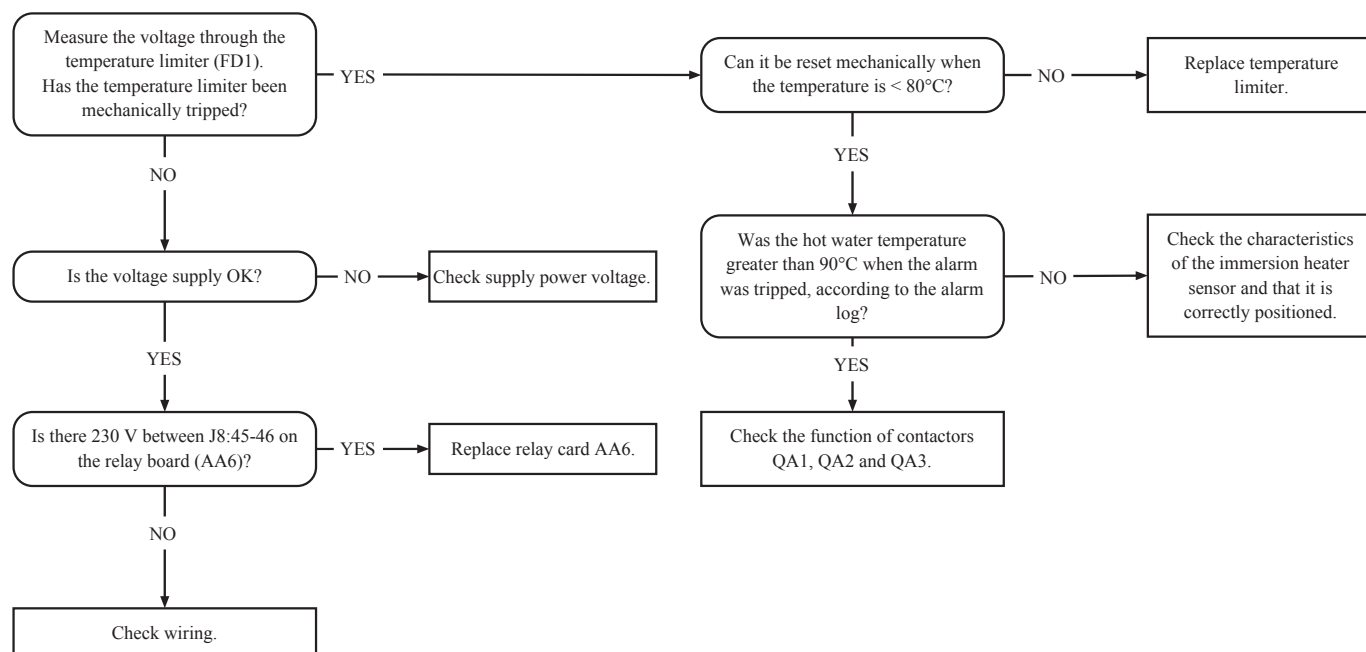 Measure the voltage through the
temperature limiter (FD1).
Has the temperature limiter been
mechanically tripped?
YES
Can it be reset mechanically when
the temperature is < 80°C?
NO
Replace temperature
limiter.
NO
YES
Is the voltage supply OK?
NO
Check supply power voltage.
Was the hot water temperature
greater than 90°C when the alarm
was tripped, according to the alarm
log?
NO
Check the characteristics
of the immersion heater
sensor and that it is
correctly positioned.
YES
YES
Is there 230 V between J8:45-46 on
the relay board (AA6)?
YES
Replace relay card AA6.
Check the function of contactors
QA1, QA2 and QA3.
NO
Check wiring.